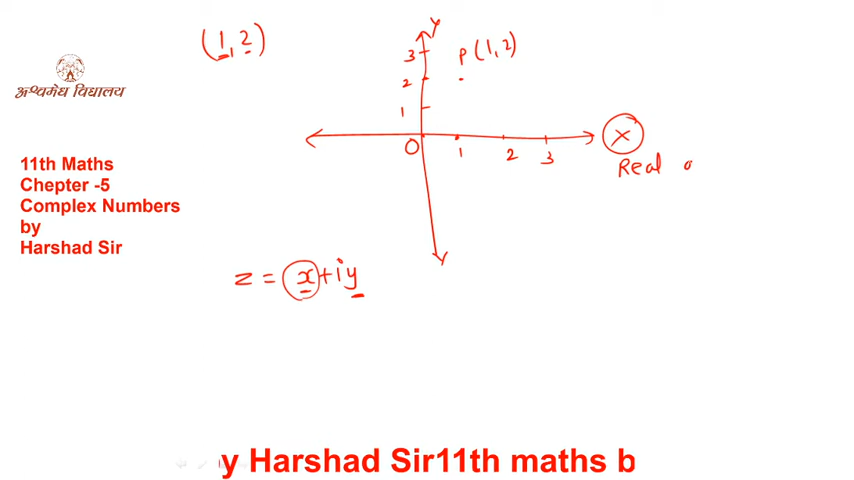 (1, 2)
Y
3 P (1, 2)
2
1
0 1 2 3 X
Real a
अश्वमेध विद्यालय
11th Maths
Chepter -5
Complex Numbers
by
Harshad Sir
Y
z = x + iy
y Harshad Sir11th maths b